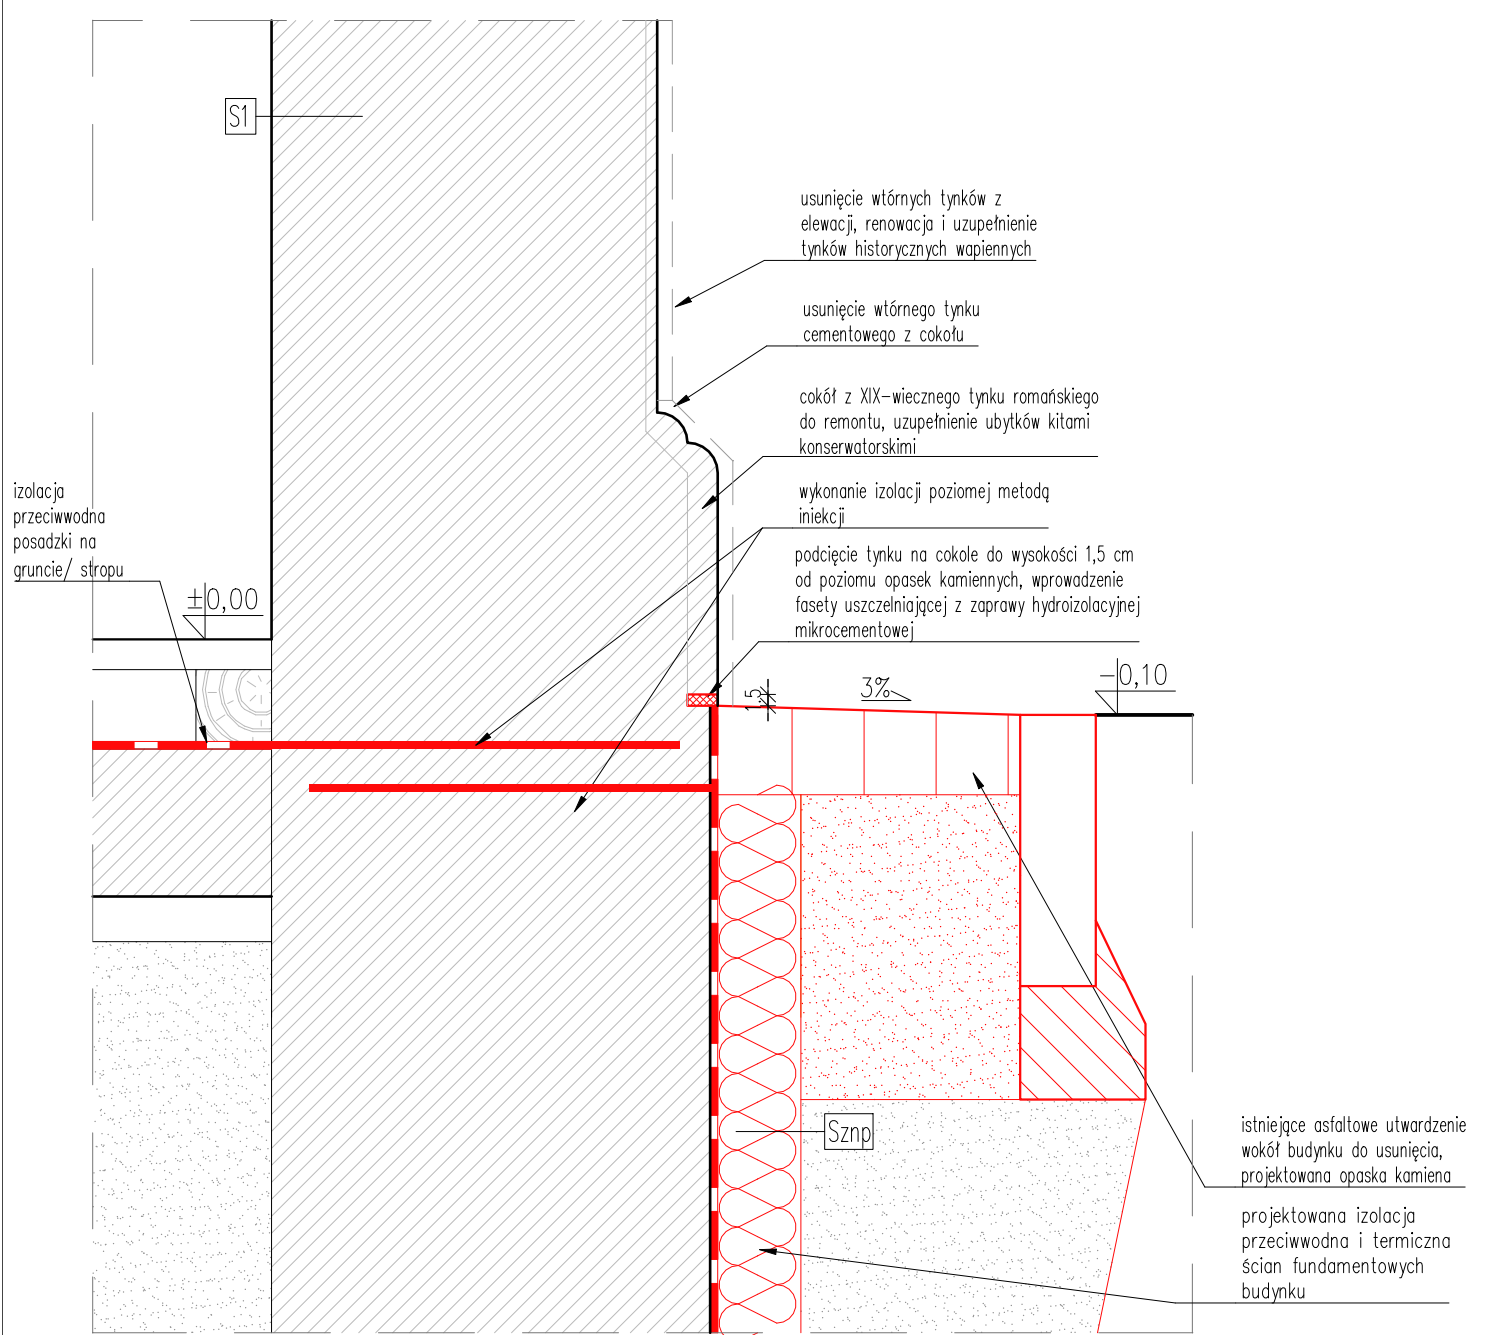 S1
usunięcie wtórnych tynków z
elewacji, renowacja i uzupełnienie
tynków historycznych wapiennych
usunięcie wtórnego tynku
cementowego z cokołu
cokół z XIX-wiecznego tynku romańskiego
do remontu, uzupełnienie ubytków kitami
konserwatorskimi
wykonanie izolacji poziomej metodą
iniekcji
podcięcie tynku na cokole do wysokości 1,5 cm
od poziomu opasek kamiennych, wprowadzenie
fasety uszczelniającej z zaprawy hydroizolacyjnej
mikrocementowej
izolacja
przeciwwodna
posadzki na
gruncie/ stropu
±0,00
1,5
3%
-0,10
Sznp
istniejące asfaltowe utwardzenie
wokół budynku do usunięcia,
projektowana opaska kamiena
projektowana izolacja
przeciwwodna i termiczna
ścian fundamentowych
budynku